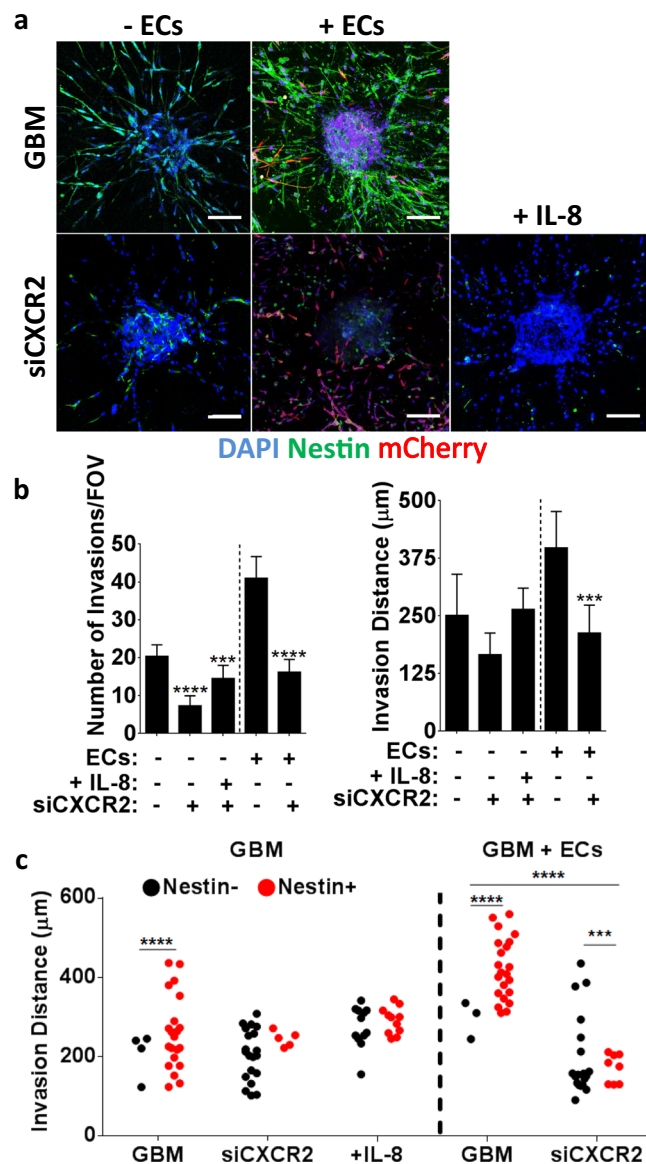 a
- ECs + ECs
GBM
+ IL-8
siCXCR2
DAPI Nestin mCherry
b
Number of Invasions/FOV
50
40
30
20
10
0
**** *** ****
ECs: - - - + +
+ IL-8: - - + - -
siCXCR2: - + + - +
Invasion Distance (μm)
500
375
250
125
0
***
ECs: - - - + +
+ IL-8: - - + - -
siCXCR2: - + + - +
c
GBM GBM + ECs
Nestin- Nestin+
Invasion Distance (μm)
600
400
200
0
****
****
****
***
GBM siCXCR2 +IL-8 GBM siCXCR2